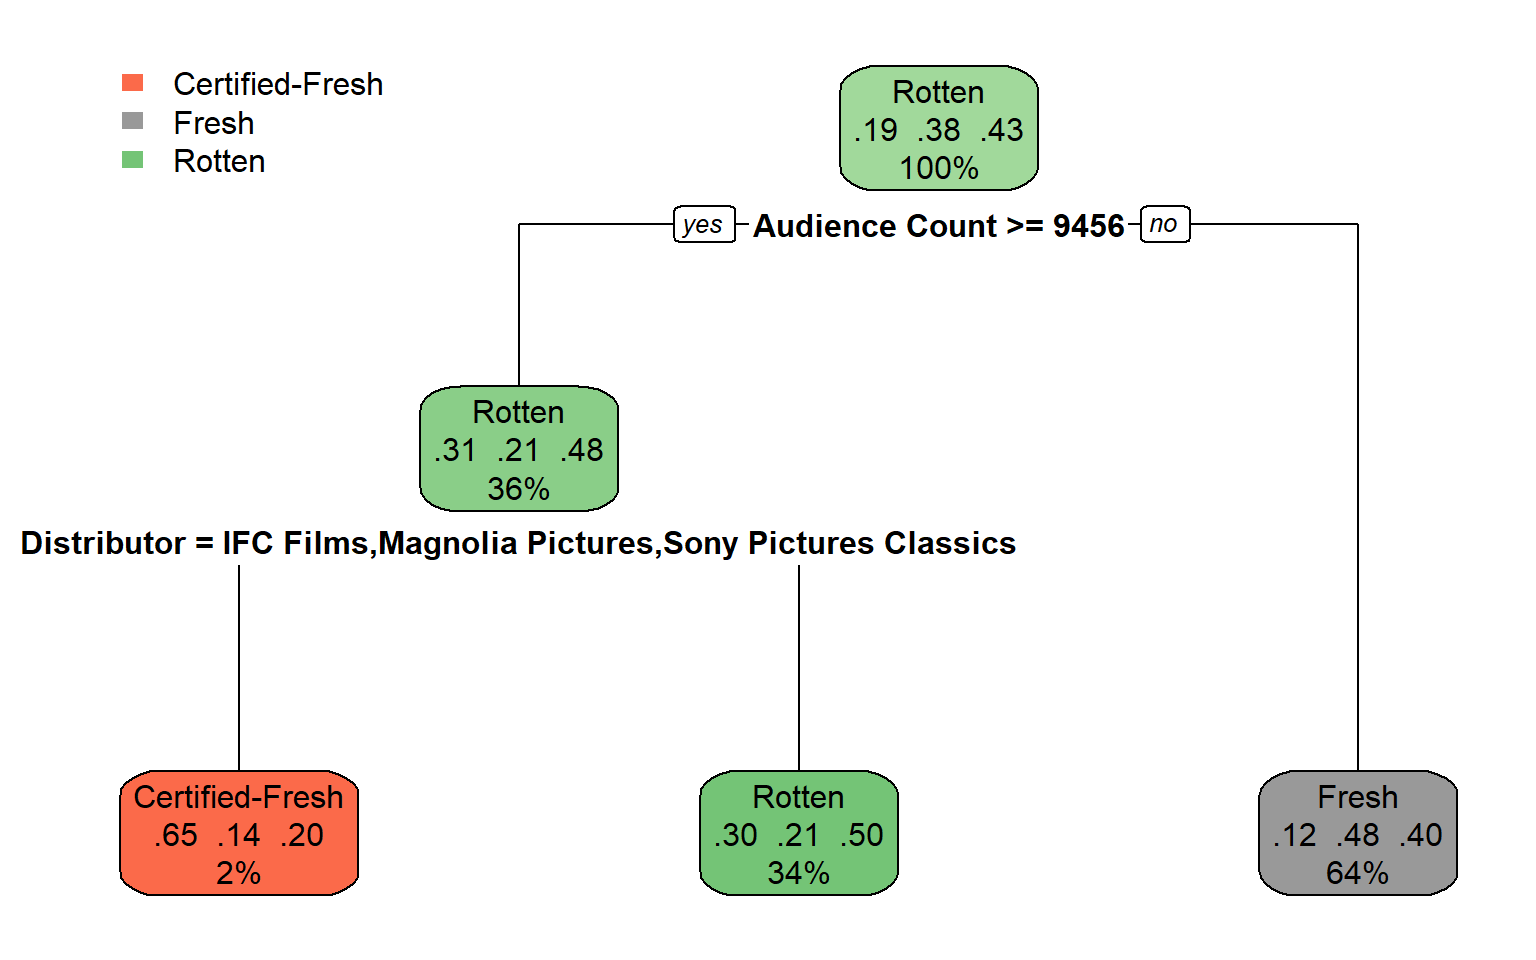 Certified-Fresh
Fresh
Rotten
Rotten
.19 .38 .43
100%
yes Audience Count >= 9456 no
Rotten
.31 .21 .48
36%
Distributor = IFC Films,Magnolia Pictures,Sony Pictures Classics
Certified-Fresh
.65 .14 .20
2%
Rotten
.30 .21 .50
34%
Fresh
.12 .48 .40
64%